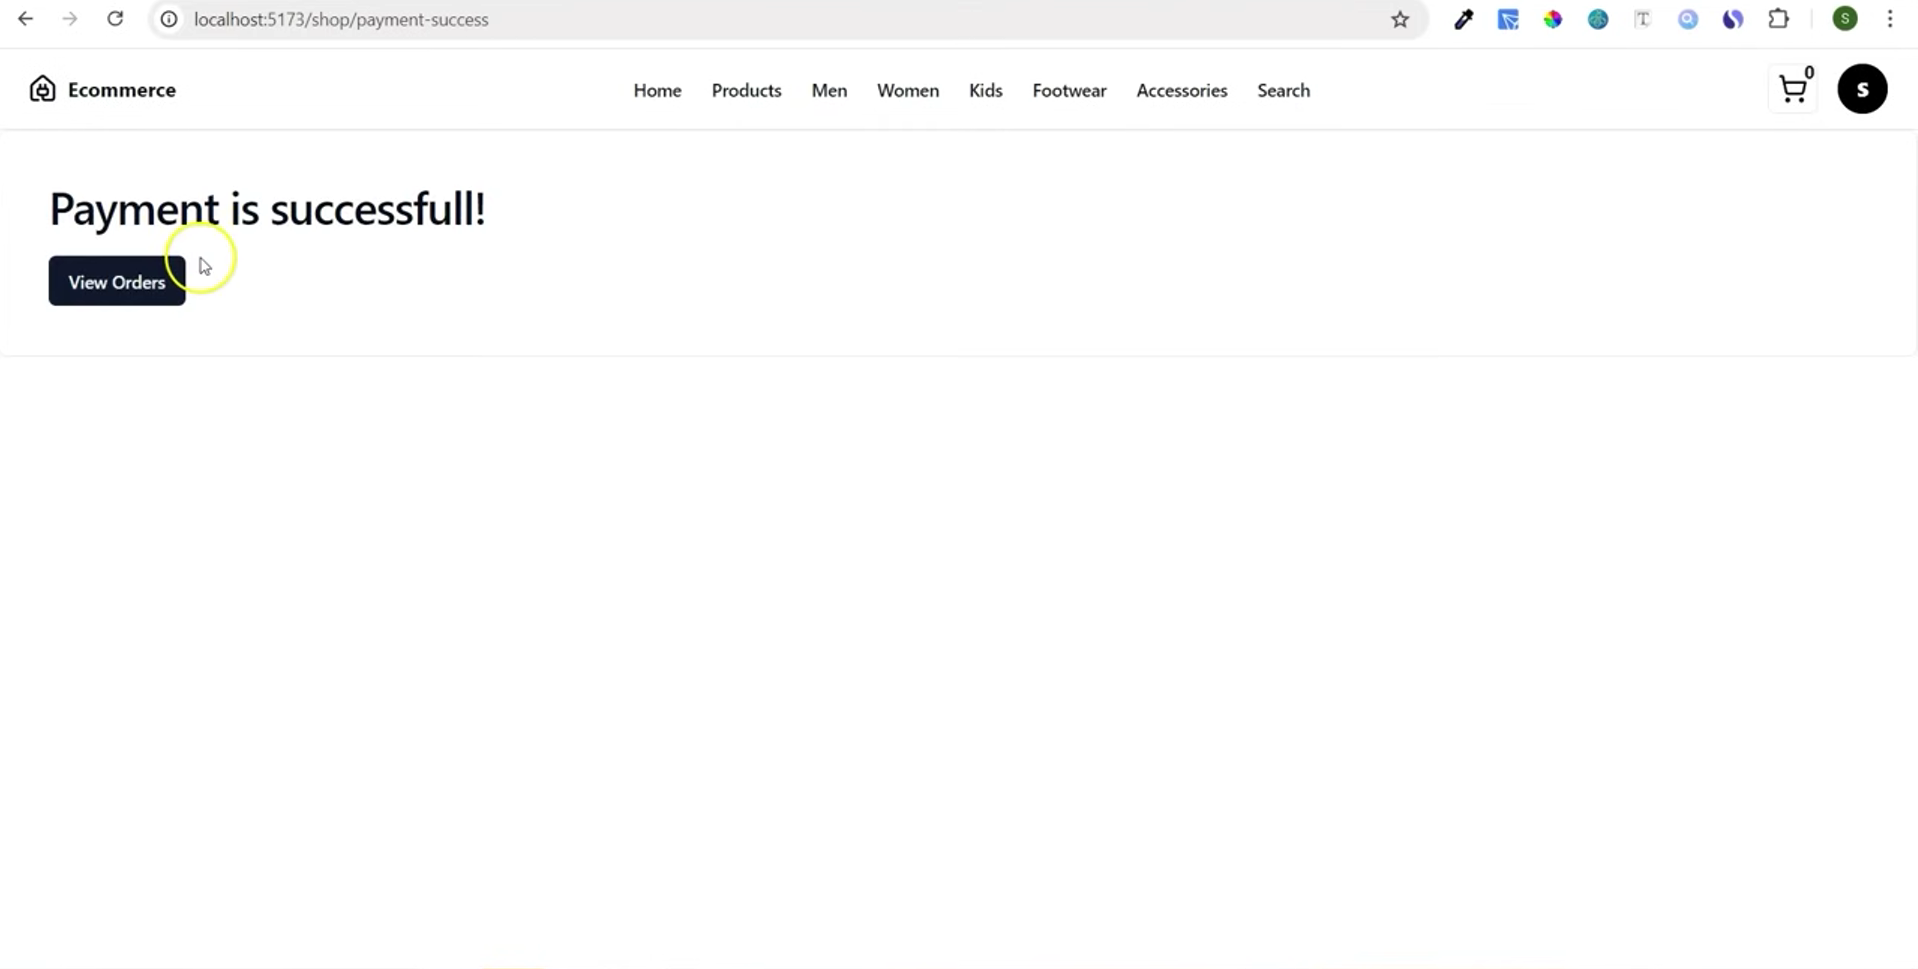 localhost:5173/shop/payment-success
S
Ecommerce Home Products Men Women Kids Footwear Accessories Search 0 S
Payment is successfull!
View Orders